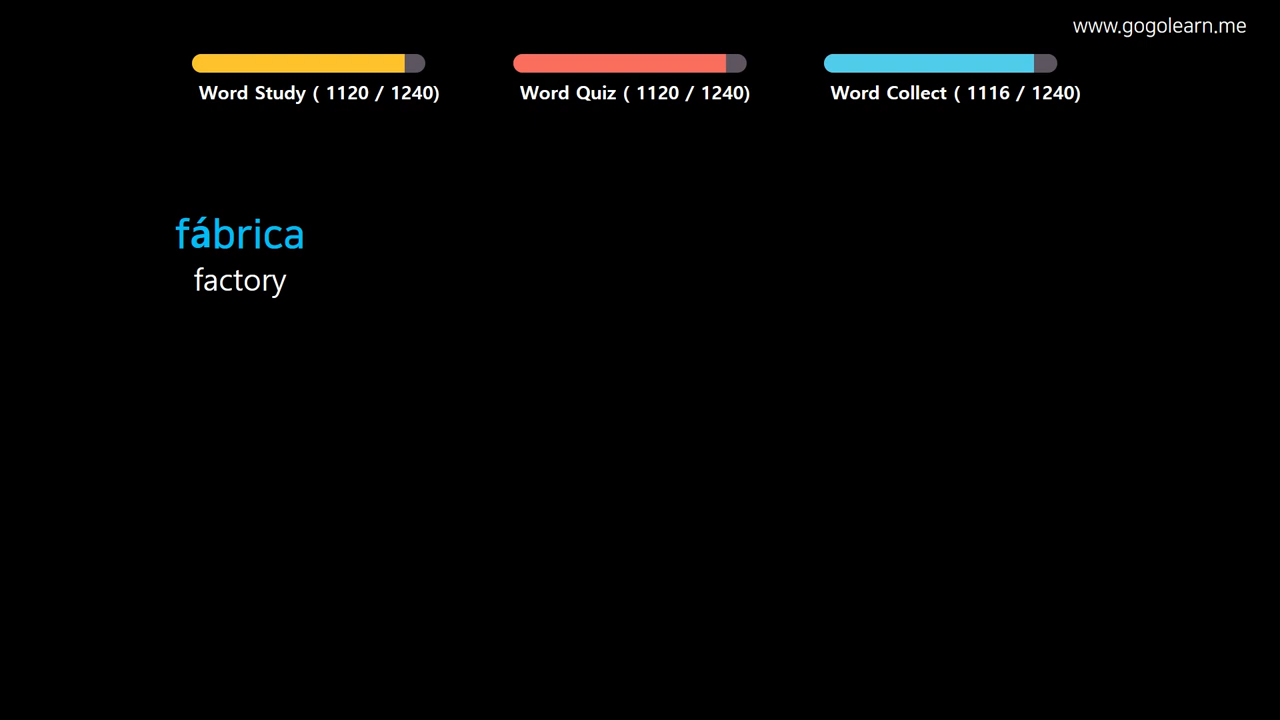 www.gogolearn.me
Word Study ( 1120 / 1240)
Word Quiz ( 1120 / 1240)
Word Collect ( 1116 / 1240)
fábrica
factory